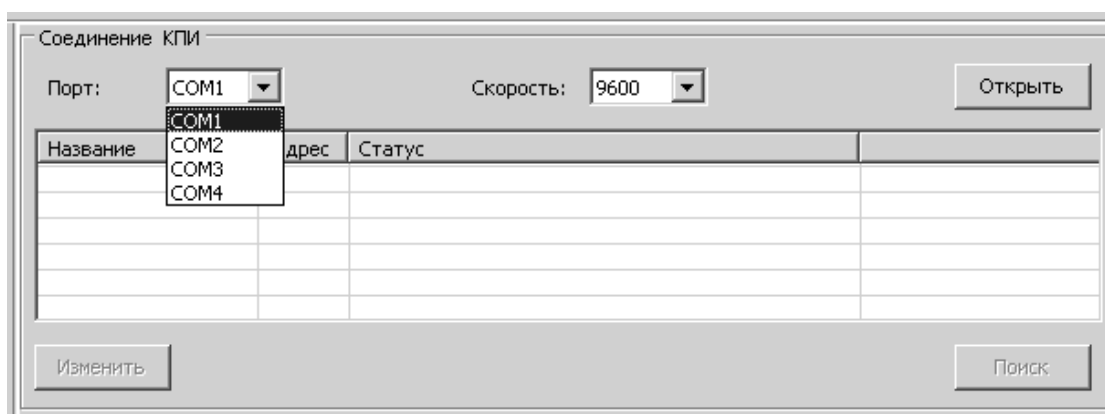 Соединение КПИ
Порт: COM1 Скорость: 9600 Открыть
COM1
Название дрес Статус
COM2
COM3
COM4
Изменить Поиск